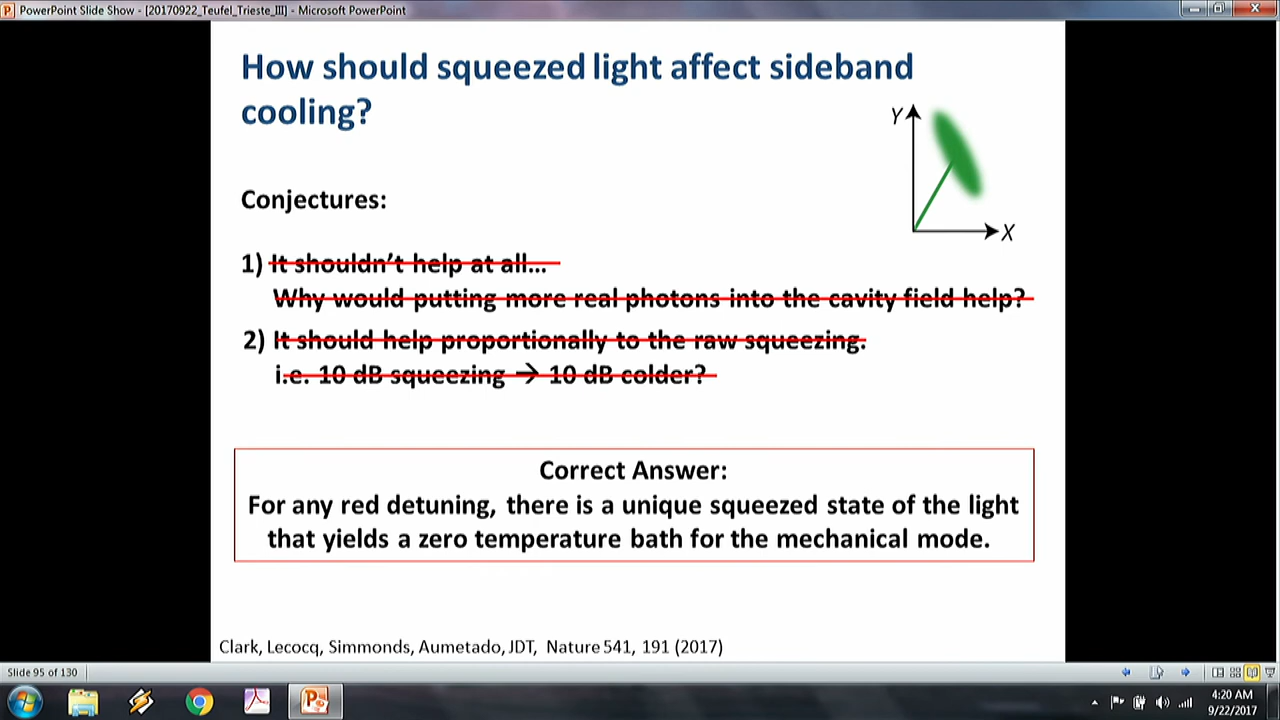 PowerPoint Slide Show - [20170922_Teufel_Trieste_III] - Microsoft PowerPoint
How should squeezed light affect sideband
cooling?
Y
X
Conjectures:
1) It shouldn't help at all...
Why would putting more real photons into the cavity field help?
2) It should help proportionally to the raw squeezing.
i.e. 10 dB squeezing → 10 dB colder?
Correct Answer:
For any red detuning, there is a unique squeezed state of the light
that yields a zero temperature bath for the mechanical mode.
Clark, Lecocq, Simmonds, Aumetado, JDT, Nature 541, 191 (2017)
Slide 95 of 130
4:20 AM
9/22/2017